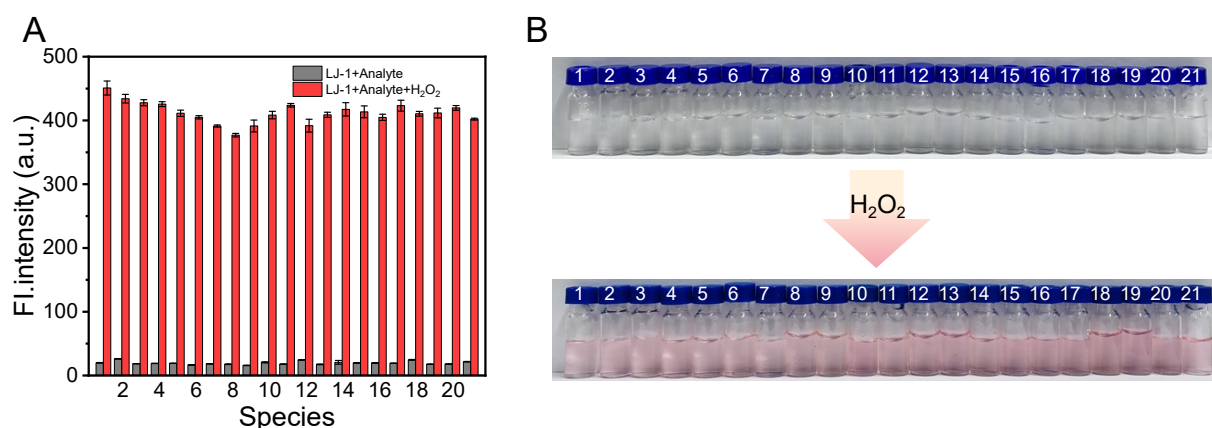 A
B
500
400
300
200
100
0
Fl.intensity (a.u.)
LJ-1+Analyte
LJ-1+Analyte+H₂O₂
2 4 6 8 10 12 14 16 18 20
Species
1 2 3 4 5 6 7 8 9 10 11 12 13 14 15 16 17 18 19 20 21
H₂O₂
1 2 3 4 5 6 7 8 9 10 11 12 13 14 15 16 17 18 19 20 21